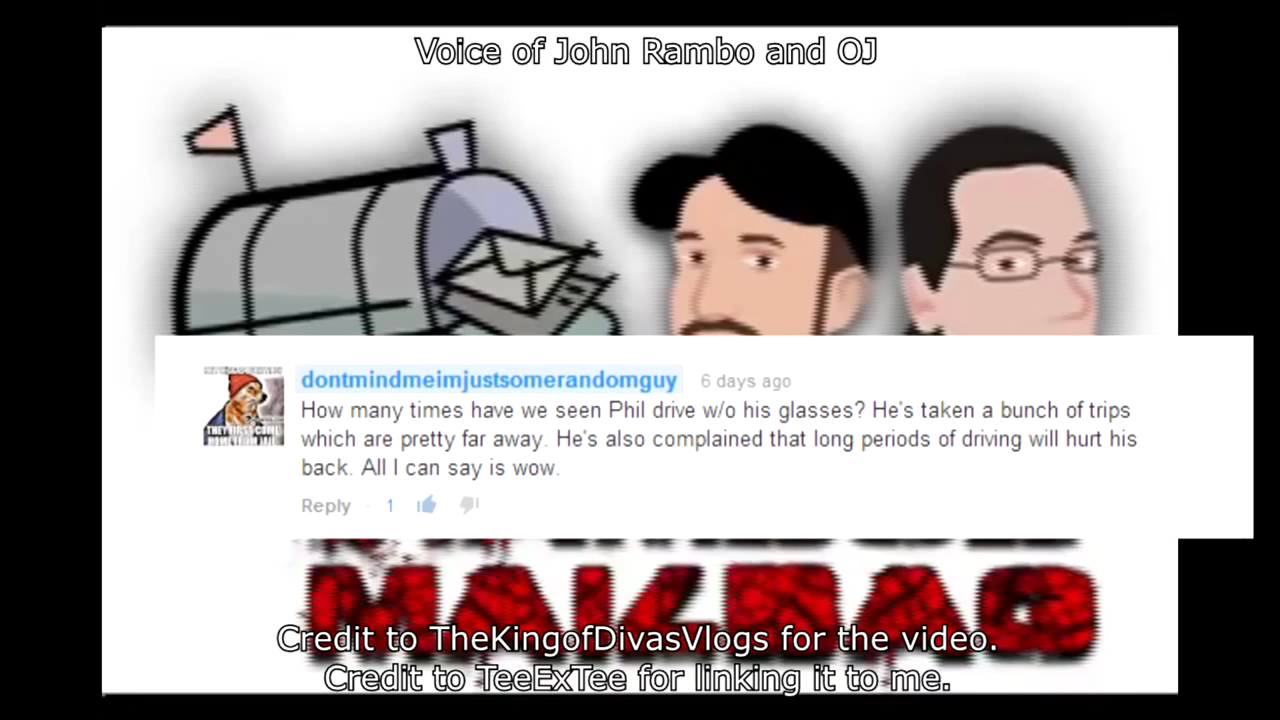 Voice of John Rambo and OJ
dontmindmeimjustsomerandomguy 6 days ago
How many times have we seen Phil drive w/o his glasses? He's taken a bunch of trips
which are pretty far away. He's also complained that long periods of driving will hurt his
back. All I can say is wow.
Reply · 1
MAILBAG
Credit to TheKingofDivasVlogs for the video.
Credit to TeeExTee for linking it to me.